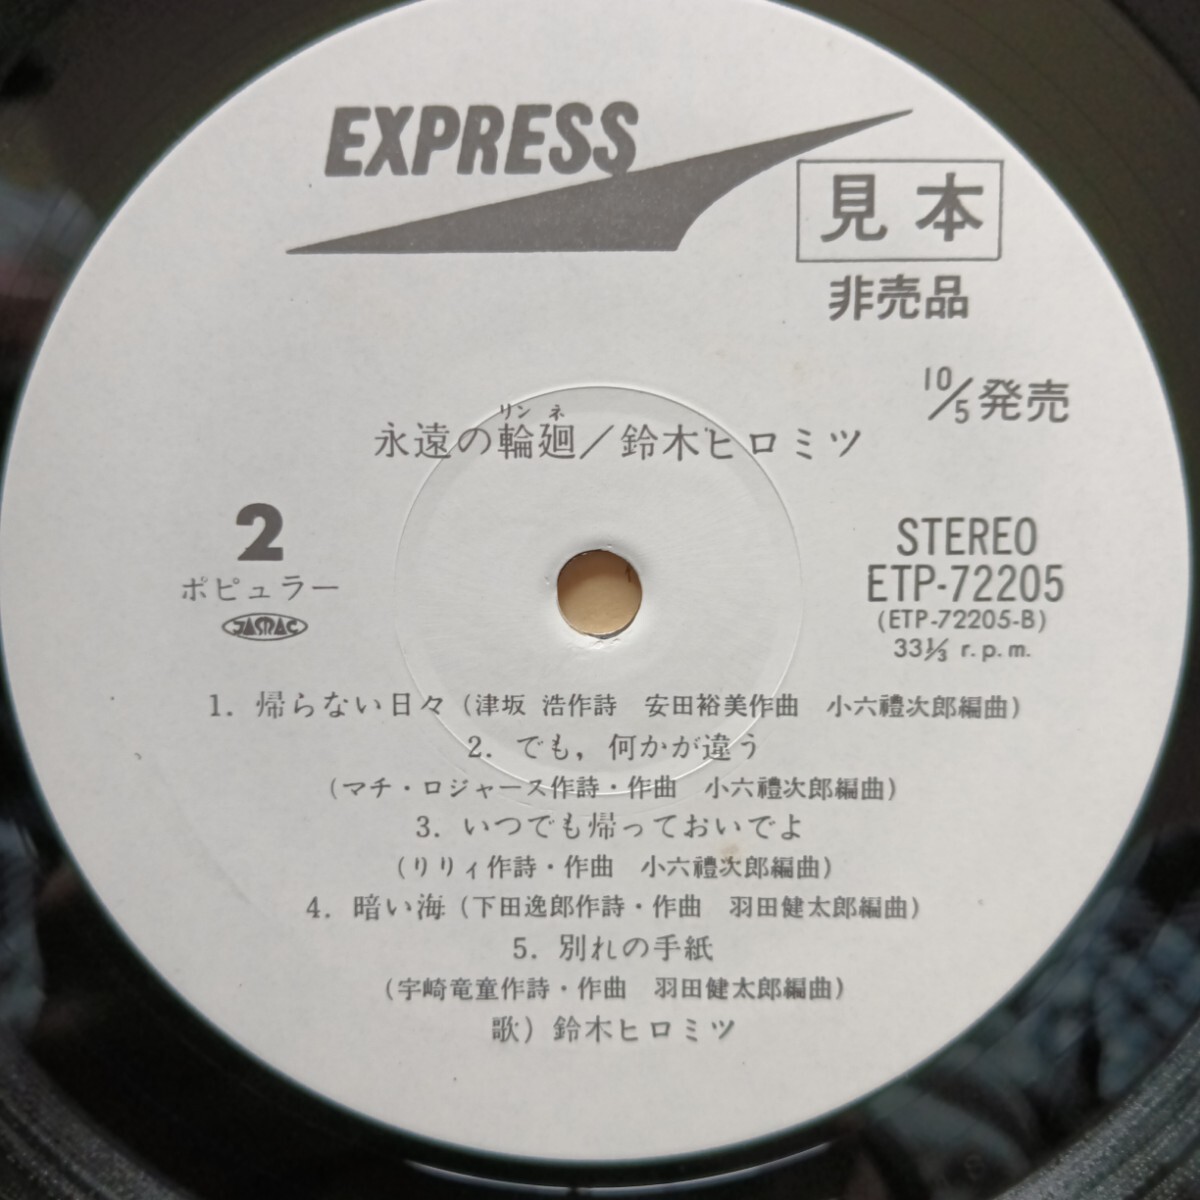 EXPRESS
見本
非売品
10/5発売
リンネ
永遠の輪廻／鈴木ヒロミツ
2
ポピュラー
JASRAC
STEREO
ETP-72205
(ETP-72205-B)
33⅓ r.p.m.
1. 帰らない日々（津坂 浩作詩　安田裕美作曲　小六禮次郎編曲）
2. でも，何かが違う
（マチ・ロジャース作詩・作曲　小六禮次郎編曲）
3. いつでも帰っておいでよ
（りりィ作詩・作曲　小六禮次郎編曲）
4. 暗い海（下田逸郎作詩・作曲　羽田健太郎編曲）
5. 別れの手紙
（宇崎竜童作詩・作曲　羽田健太郎編曲）
歌）鈴木ヒロミツ